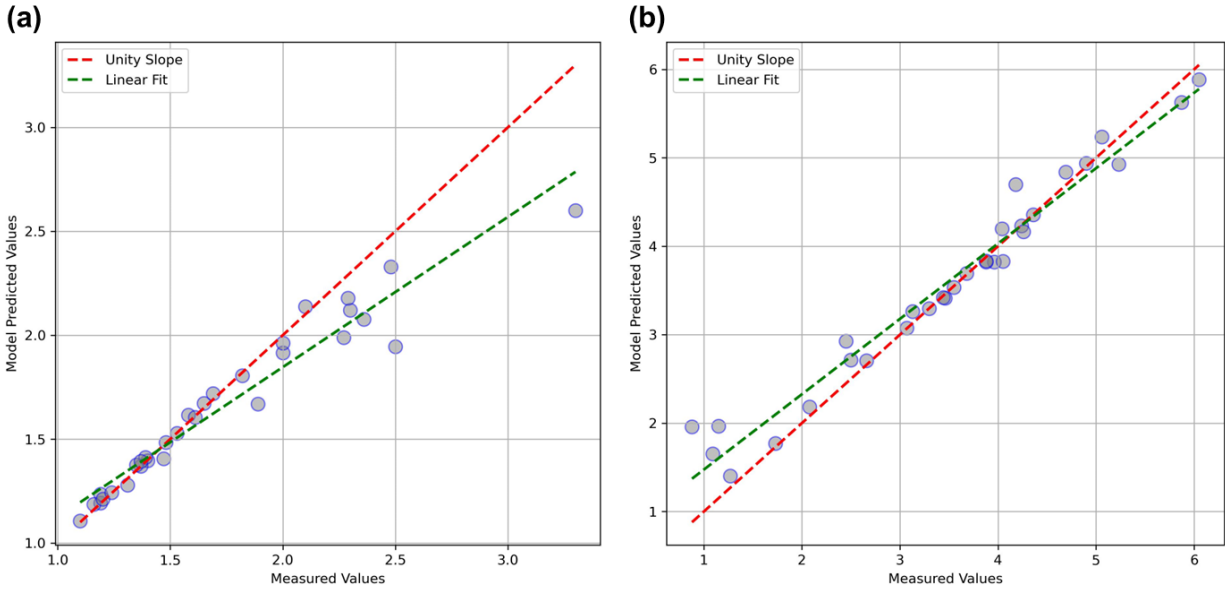 (a)
Unity Slope
Linear Fit
3.0
2.5
2.0
1.5
1.0
1.0 1.5 2.0 2.5 3.0
Model Predicted Values
Measured Values
(b)
Unity Slope
Linear Fit
6
5
4
3
2
1
1 2 3 4 5 6
Model Predicted Values
Measured Values